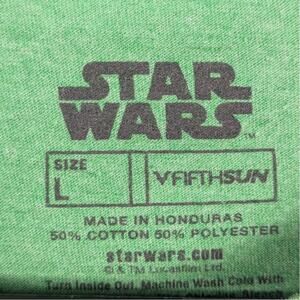 STAR
WARS™
SIZE
L
FIFTHSUN
MADE IN HONDURAS
50% COTTON 50% POLYESTER
starwars.com
© & TM Lucasfilm Ltd.
Turn Inside Out. Machine Wash Cold With